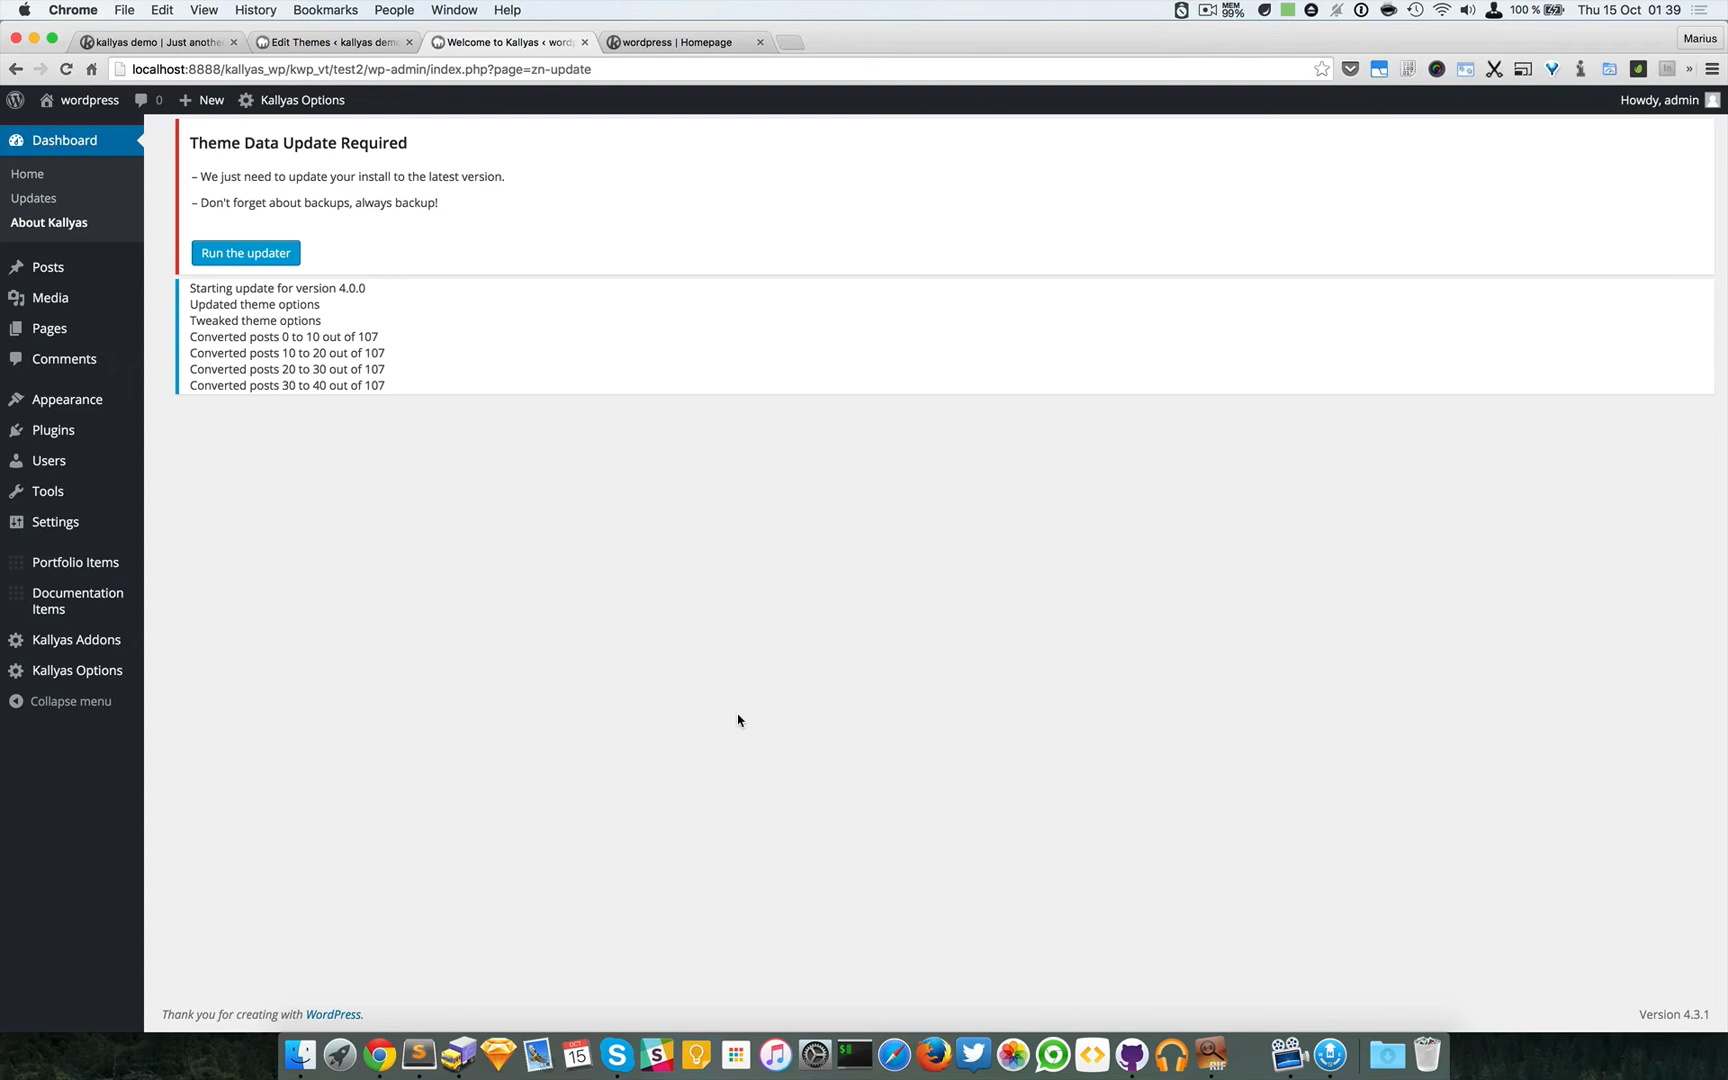 Chrome File Edit View History Bookmarks People Window Help
MEM 99% 100 % Thu 15 Oct 01:39
kallyas demo | Just anothe
Edit Themes ‹ kallyas demo
Welcome to Kallyas ‹ word
wordpress | Homepage
Marius
localhost:8888/kallyas_wp/kwp_vt/test2/wp-admin/index.php?page=zn-update
wordpress 0 New Kallyas Options
Howdy, admin
Dashboard
Home
Updates
About Kallyas
Posts
Media
Pages
Comments
Appearance
Plugins
Users
Tools
Settings
Portfolio Items
Documentation
Items
Kallyas Addons
Kallyas Options
Collapse menu
Theme Data Update Required
– We just need to update your install to the latest version.
– Don't forget about backups, always backup!
Run the updater
Starting update for version 4.0.0
Updated theme options
Tweaked theme options
Converted posts 0 to 10 out of 107
Converted posts 10 to 20 out of 107
Converted posts 20 to 30 out of 107
Converted posts 30 to 40 out of 107
Thank you for creating with WordPress.
Version 4.3.1
OCT
15
RIF